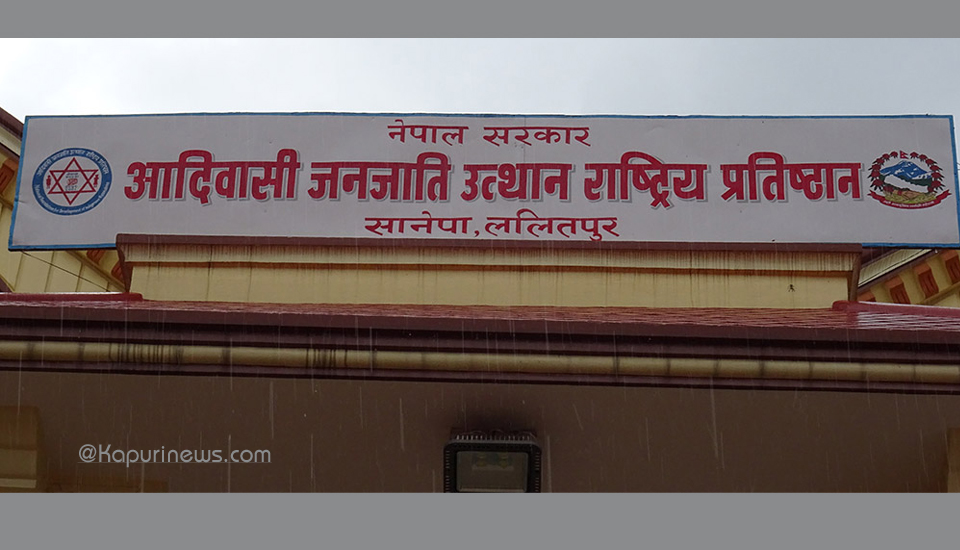 नेपाल सरकार
आदिवासी जनजाति उत्थान राष्ट्रिय प्रतिष्ठान
सानेपा, ललितपुर
@Kapurinews.com